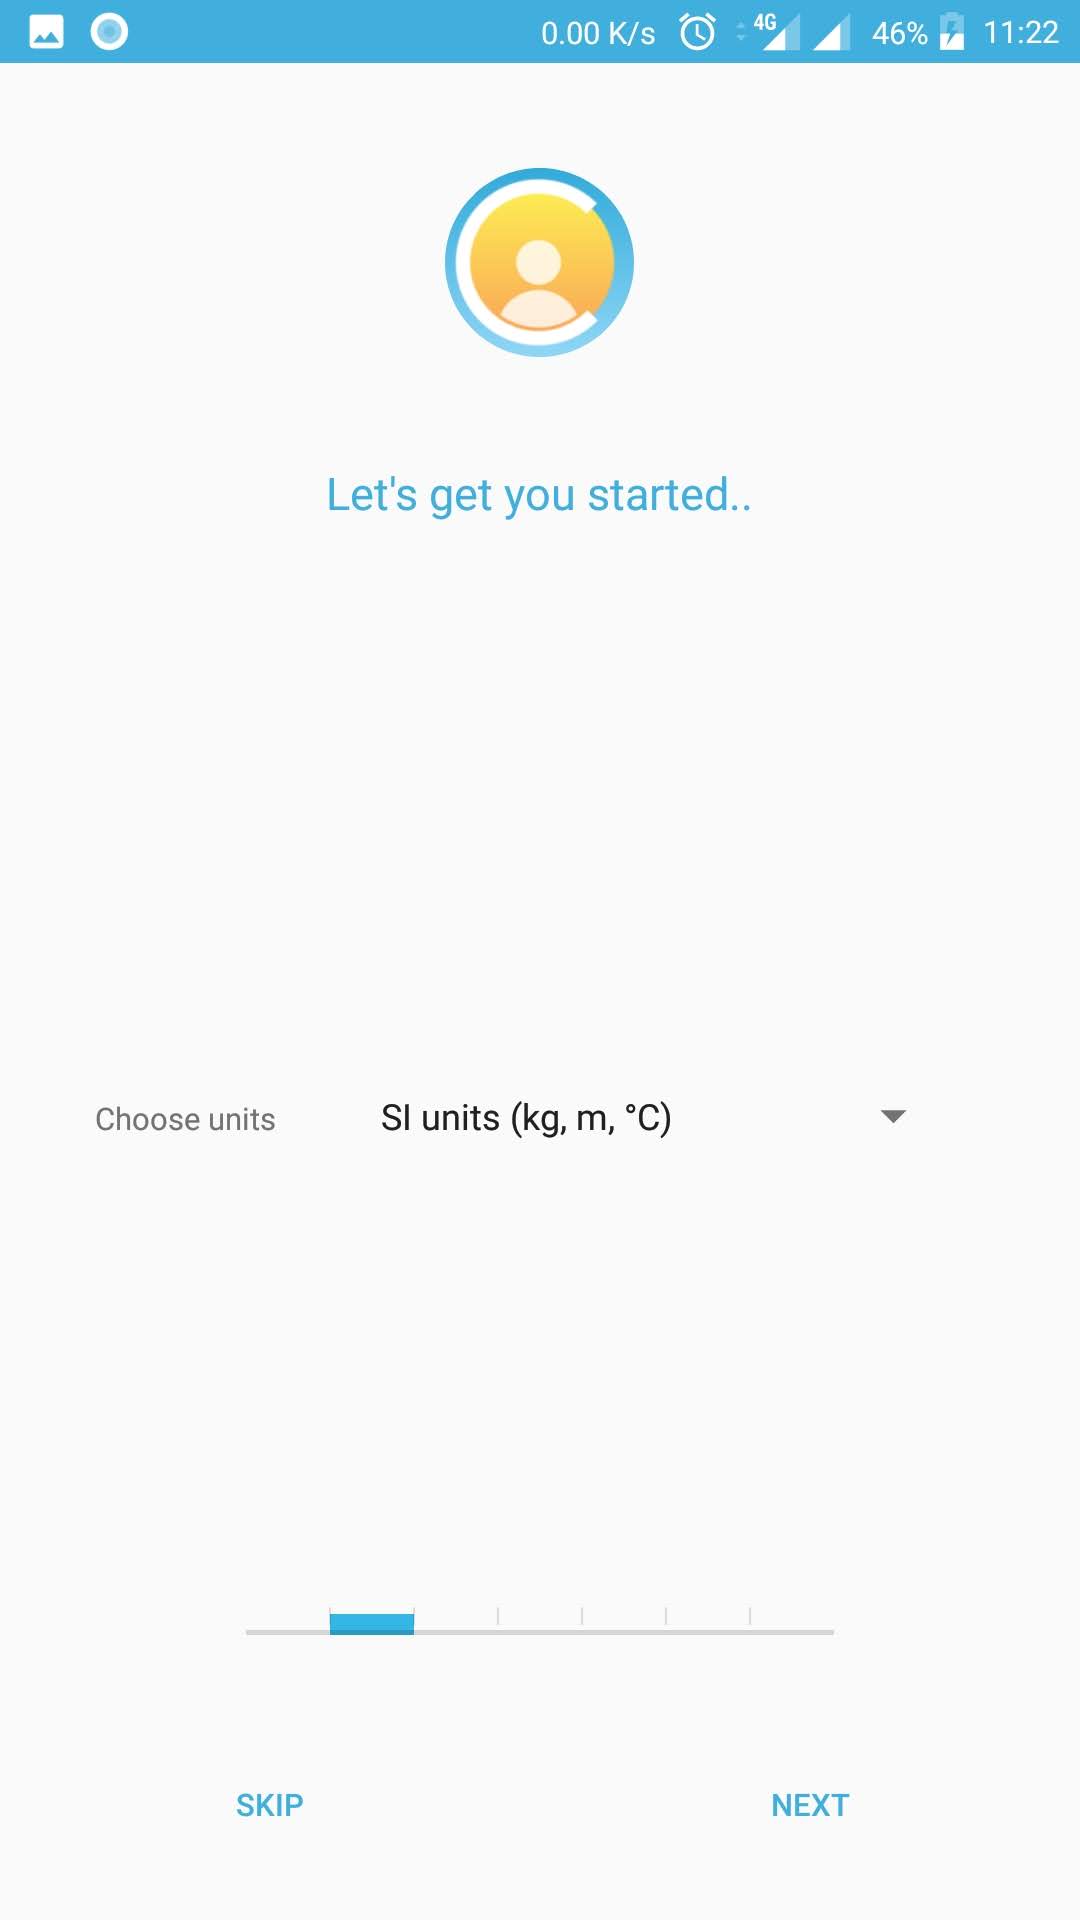 0.00 K/s 4G 46% 11:22
Let's get you started..
Choose units SI units (kg, m, °C)
SKIP NEXT